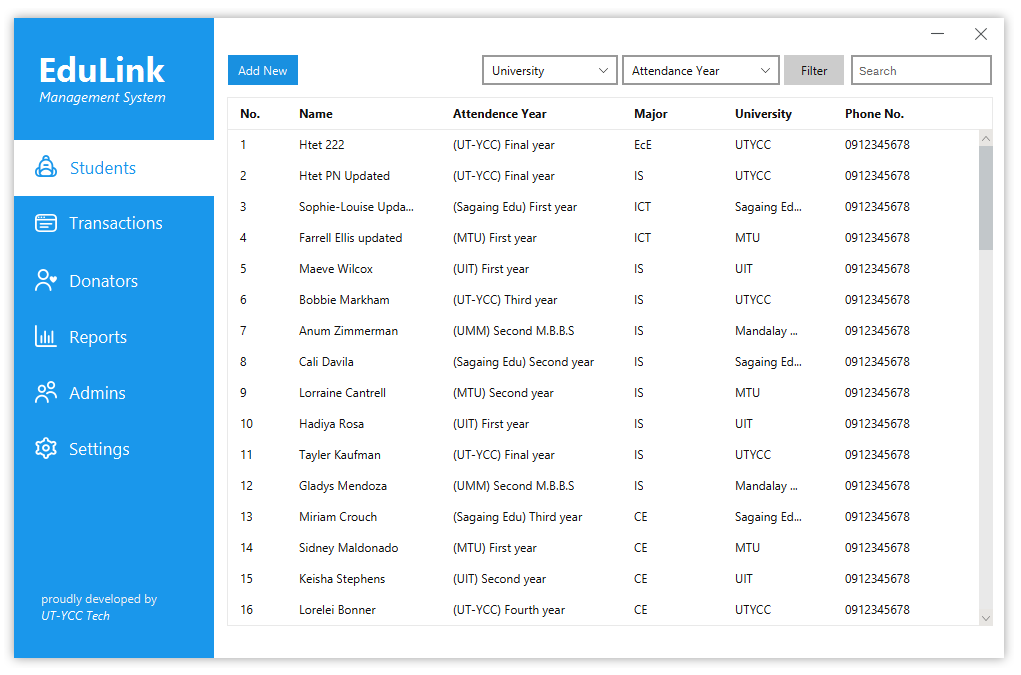 EduLink
Management System
Students
Transactions
Donators
Reports
Admins
Settings
proudly developed by
UT-YCC Tech
Add New University Attendance Year Filter Search
No. Name Attendence Year Major University Phone No.
1 Htet 222 (UT-YCC) Final year EcE UTYCC 0912345678
2 Htet PN Updated (UT-YCC) Final year IS UTYCC 0912345678
3 Sophie-Louise Upda... (Sagaing Edu) First year ICT Sagaing Ed... 0912345678
4 Farrell Ellis updated (MTU) First year ICT MTU 0912345678
5 Maeve Wilcox (UIT) First year IS UIT 0912345678
6 Bobbie Markham (UT-YCC) Third year IS UTYCC 0912345678
7 Anum Zimmerman (UMM) Second M.B.B.S IS Mandalay ... 0912345678
8 Cali Davila (Sagaing Edu) Second year IS Sagaing Ed... 0912345678
9 Lorraine Cantrell (MTU) Second year IS MTU 0912345678
10 Hadiya Rosa (UIT) First year IS UIT 0912345678
11 Tayler Kaufman (UT-YCC) Final year IS UTYCC 0912345678
12 Gladys Mendoza (UMM) Second M.B.B.S IS Mandalay ... 0912345678
13 Miriam Crouch (Sagaing Edu) Third year CE Sagaing Ed... 0912345678
14 Sidney Maldonado (MTU) First year CE MTU 0912345678
15 Keisha Stephens (UIT) Second year CE UIT 0912345678
16 Lorelei Bonner (UT-YCC) Fourth year CE UTYCC 0912345678